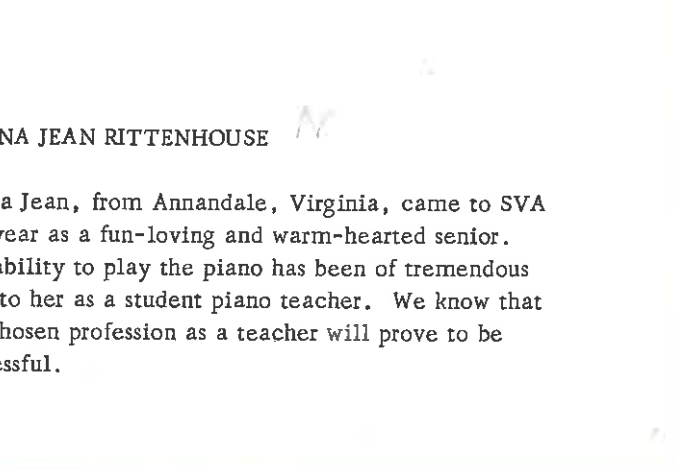 NA JEAN RITTENHOUSE
a Jean, from Annandale, Virginia, came to SVA
year as a fun-loving and warm-hearted senior.
ability to play the piano has been of tremendous
to her as a student piano teacher. We know that
hosen profession as a teacher will prove to be
essful.